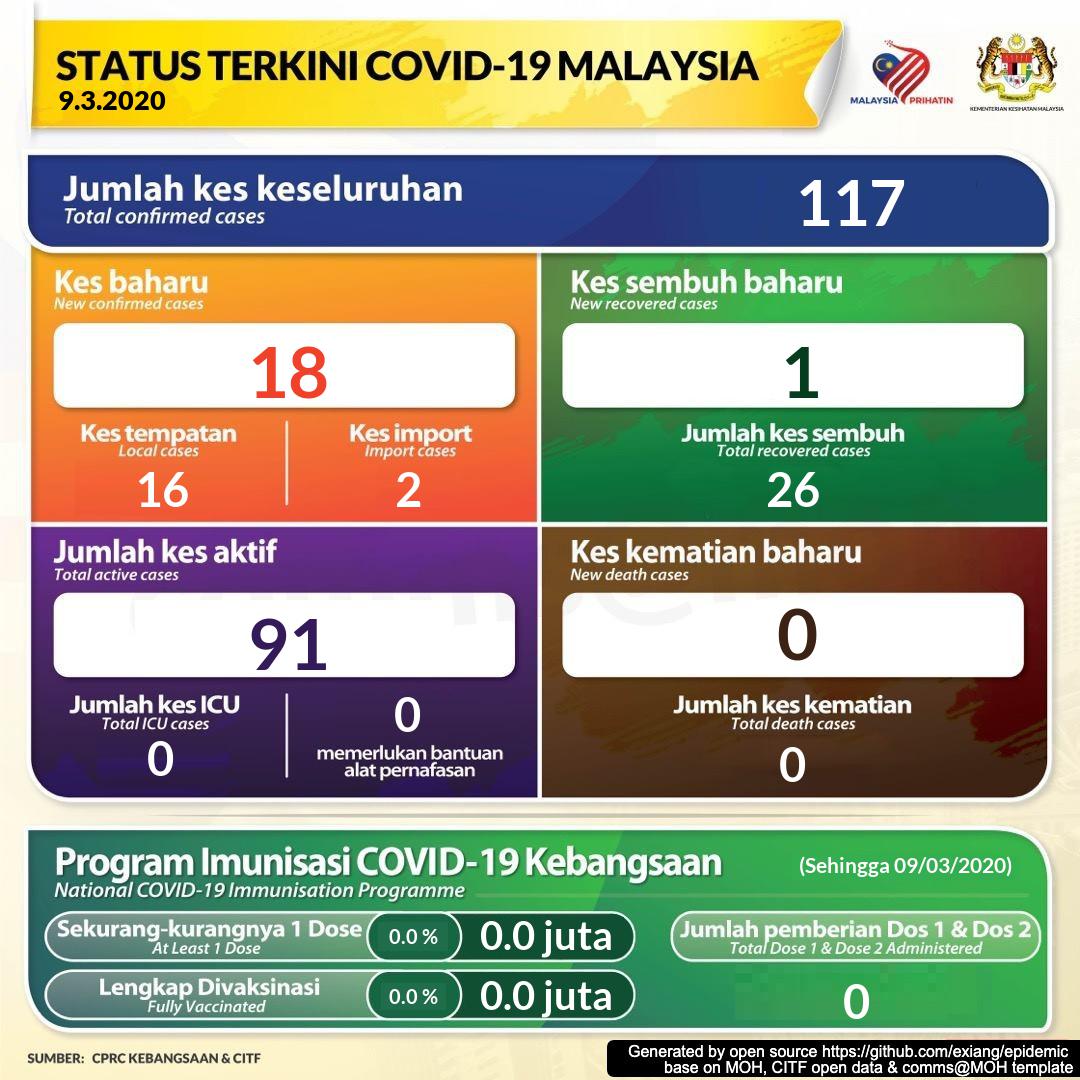 STATUS TERKINI COVID-19 MALAYSIA
9.3.2020
MALAYSIA PRIHATIN
KEMENTERIAN KESIHATAN MALAYSIA
Jumlah kes keseluruhan
Total confirmed cases
117
Kes baharu
New confirmed cases
18
Kes tempatan
Local cases
16
Kes import
Import cases
2
Kes sembuh baharu
New recovered cases
1
Jumlah kes sembuh
Total recovered cases
26
Jumlah kes aktif
Total active cases
91
Jumlah kes ICU
Total ICU cases
0
0
memerlukan bantuan
alat pernafasan
Kes kematian baharu
New death cases
0
Jumlah kes kematian
Total death cases
0
Program Imunisasi COVID-19 Kebangsaan
National COVID-19 Immunisation Programme
(Sehingga 09/03/2020)
Sekurang-kurangnya 1 Dose
At Least 1 Dose
0.0 %
0.0 juta
Lengkap Divaksinasi
Fully Vaccinated
0.0 %
0.0 juta
Jumlah pemberian Dos 1 & Dos 2
Total Dose 1 & Dose 2 Administered
0
SUMBER: CPRC KEBANGSAAN & CITF
Generated by open source https://github.com/exiang/epidemic
base on MOH, CITF open data & comms@MOH template